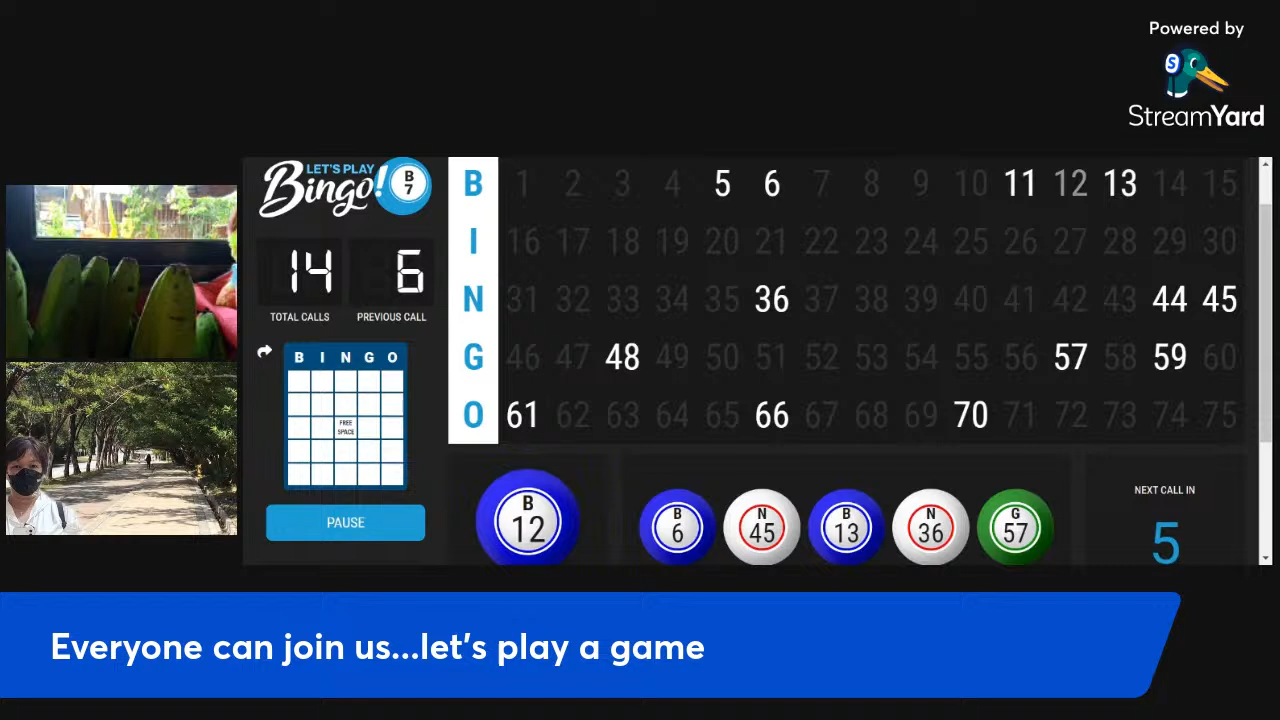 Powered by
S
StreamYard
LET'S PLAY
Bingo!
B
7
14
6
TOTAL CALLS
PREVIOUS CALL
B I N G O
FREE
SPACE
PAUSE
B 1 2 3 4 5 6 7 8 9 10 11 12 13 14 15
I 16 17 18 19 20 21 22 23 24 25 26 27 28 29 30
N 31 32 33 34 35 36 37 38 39 40 41 42 43 44 45
G 46 47 48 49 50 51 52 53 54 55 56 57 58 59 60
O 61 62 63 64 65 66 67 68 69 70 71 72 73 74 75
B
12
B
6
N
45
B
13
N
36
G
57
NEXT CALL IN
5
Everyone can join us...let's play a game